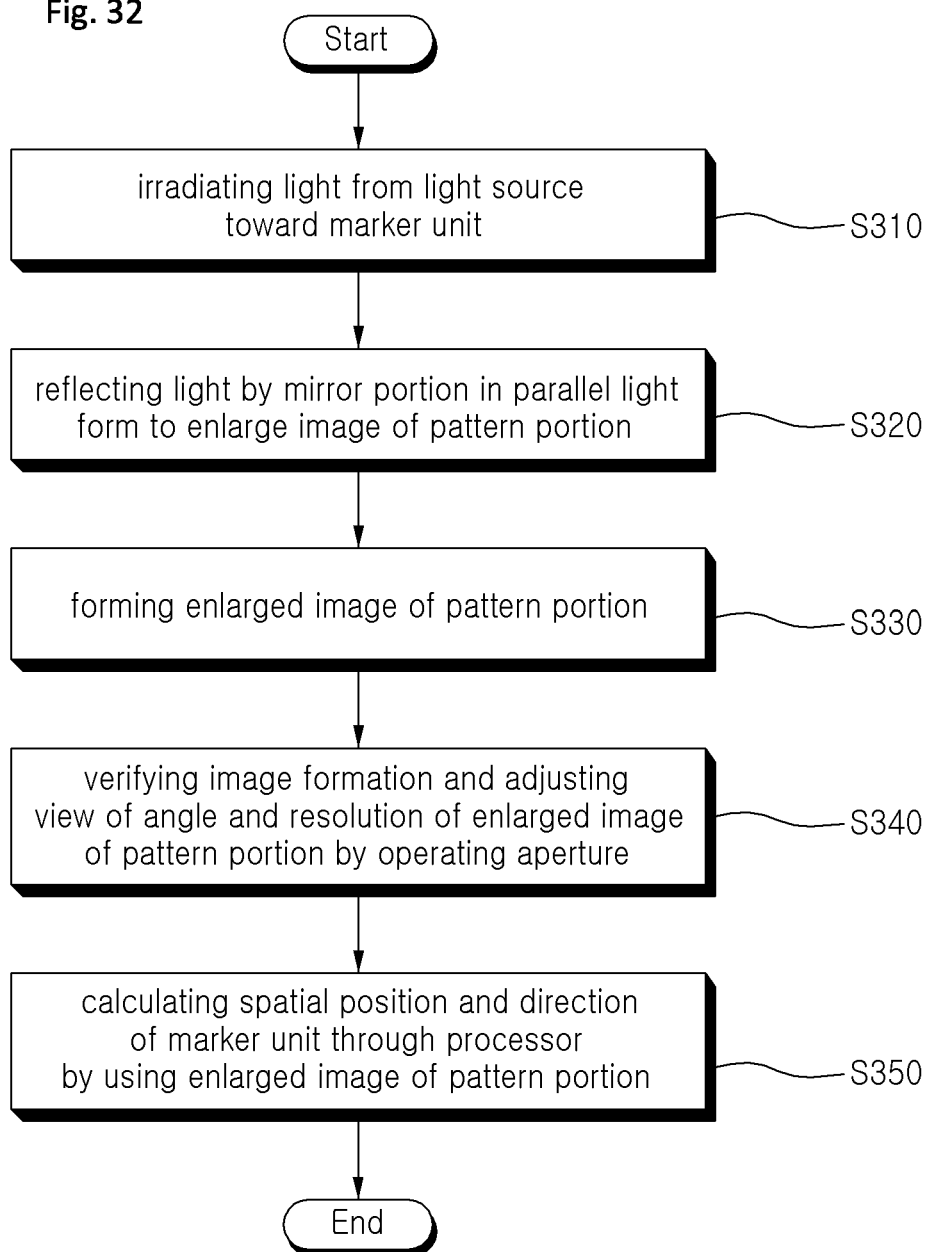 Fig. 32
Start
irradiating light from light source
toward marker unit
S310
reflecting light by mirror portion in parallel light
form to enlarge image of pattern portion
S320
forming enlarged image of pattern portion
S330
verifying image formation and adjusting
view of angle and resolution of enlarged image
of pattern portion by operating aperture
S340
calculating spatial position and direction
of marker unit through processor
by using enlarged image of pattern portion
S350
End